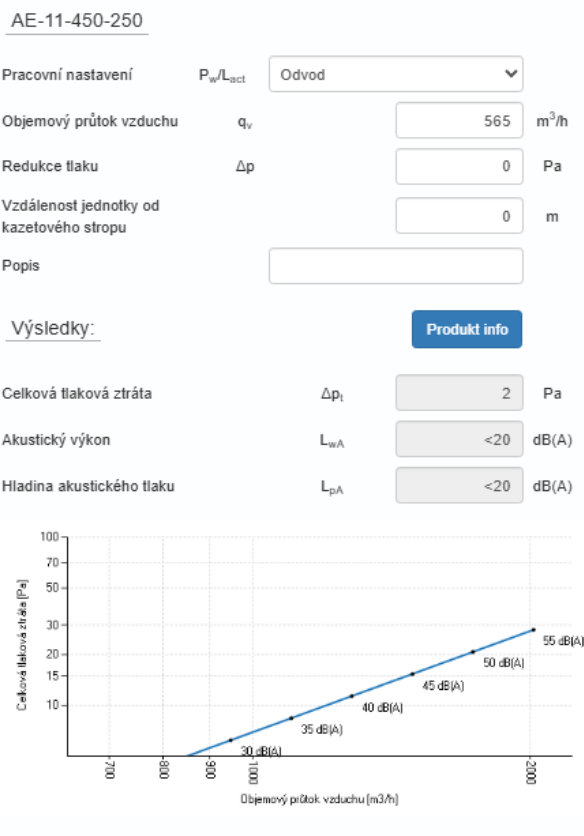 AE-11-450-250
Pracovní nastavení Pw/Lact Odvod
Objemový průtok vzduchu qv 565 m³/h
Redukce tlaku Δp 0 Pa
Vzdálenost jednotky od
kazetového stropu 0 m
Popis
Výsledky: Produkt info
Celková tlaková ztráta Δpt 2 Pa
Akustický výkon LwA <20 dB(A)
Hladina akustického tlaku LpA <20 dB(A)
Celková tlaková ztráta [Pa]
100
70
50
30
20
15
10
55 dB(A)
50 dB(A)
45 dB(A)
40 dB(A)
35 dB(A)
30 dB(A)
700 800 900 1000 2000
Objemový průtok vzduchu [m3/h]